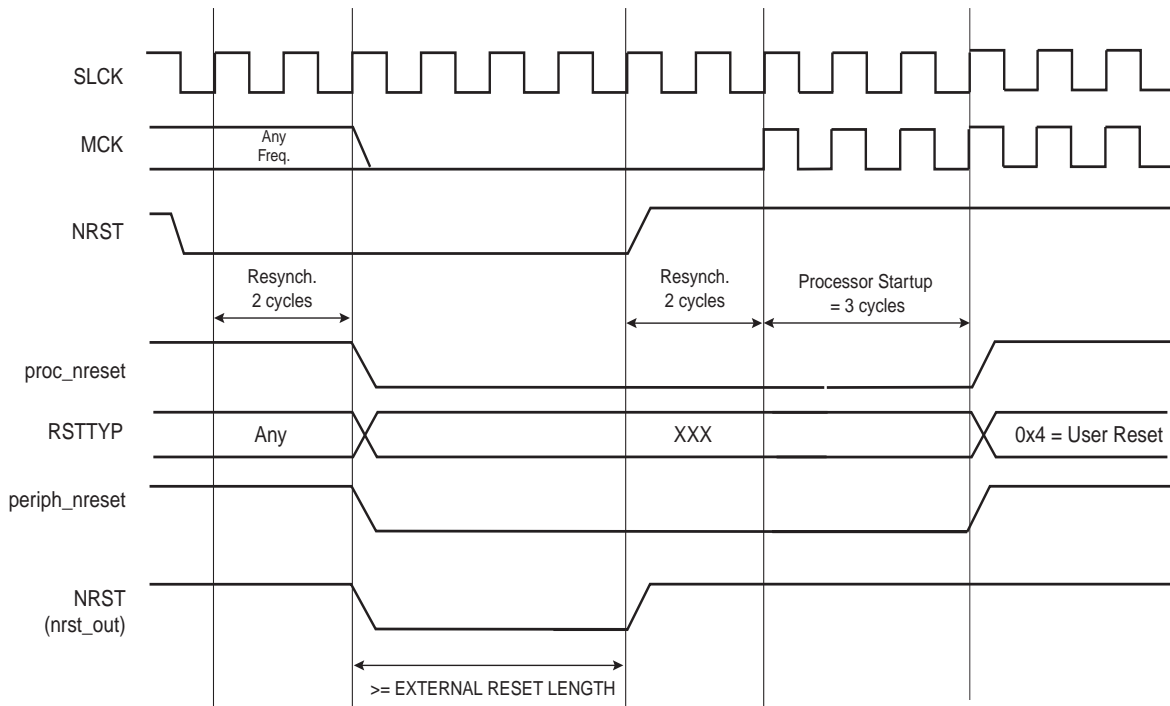 SLCK
MCK
Any
Freq.
NRST
Resynch.
2 cycles
Resynch.
2 cycles
Processor Startup
= 3 cycles
proc_nreset
RSTTYP
Any
XXX
0x4 = User Reset
periph_nreset
NRST
(nrst_out)
>= EXTERNAL RESET LENGTH